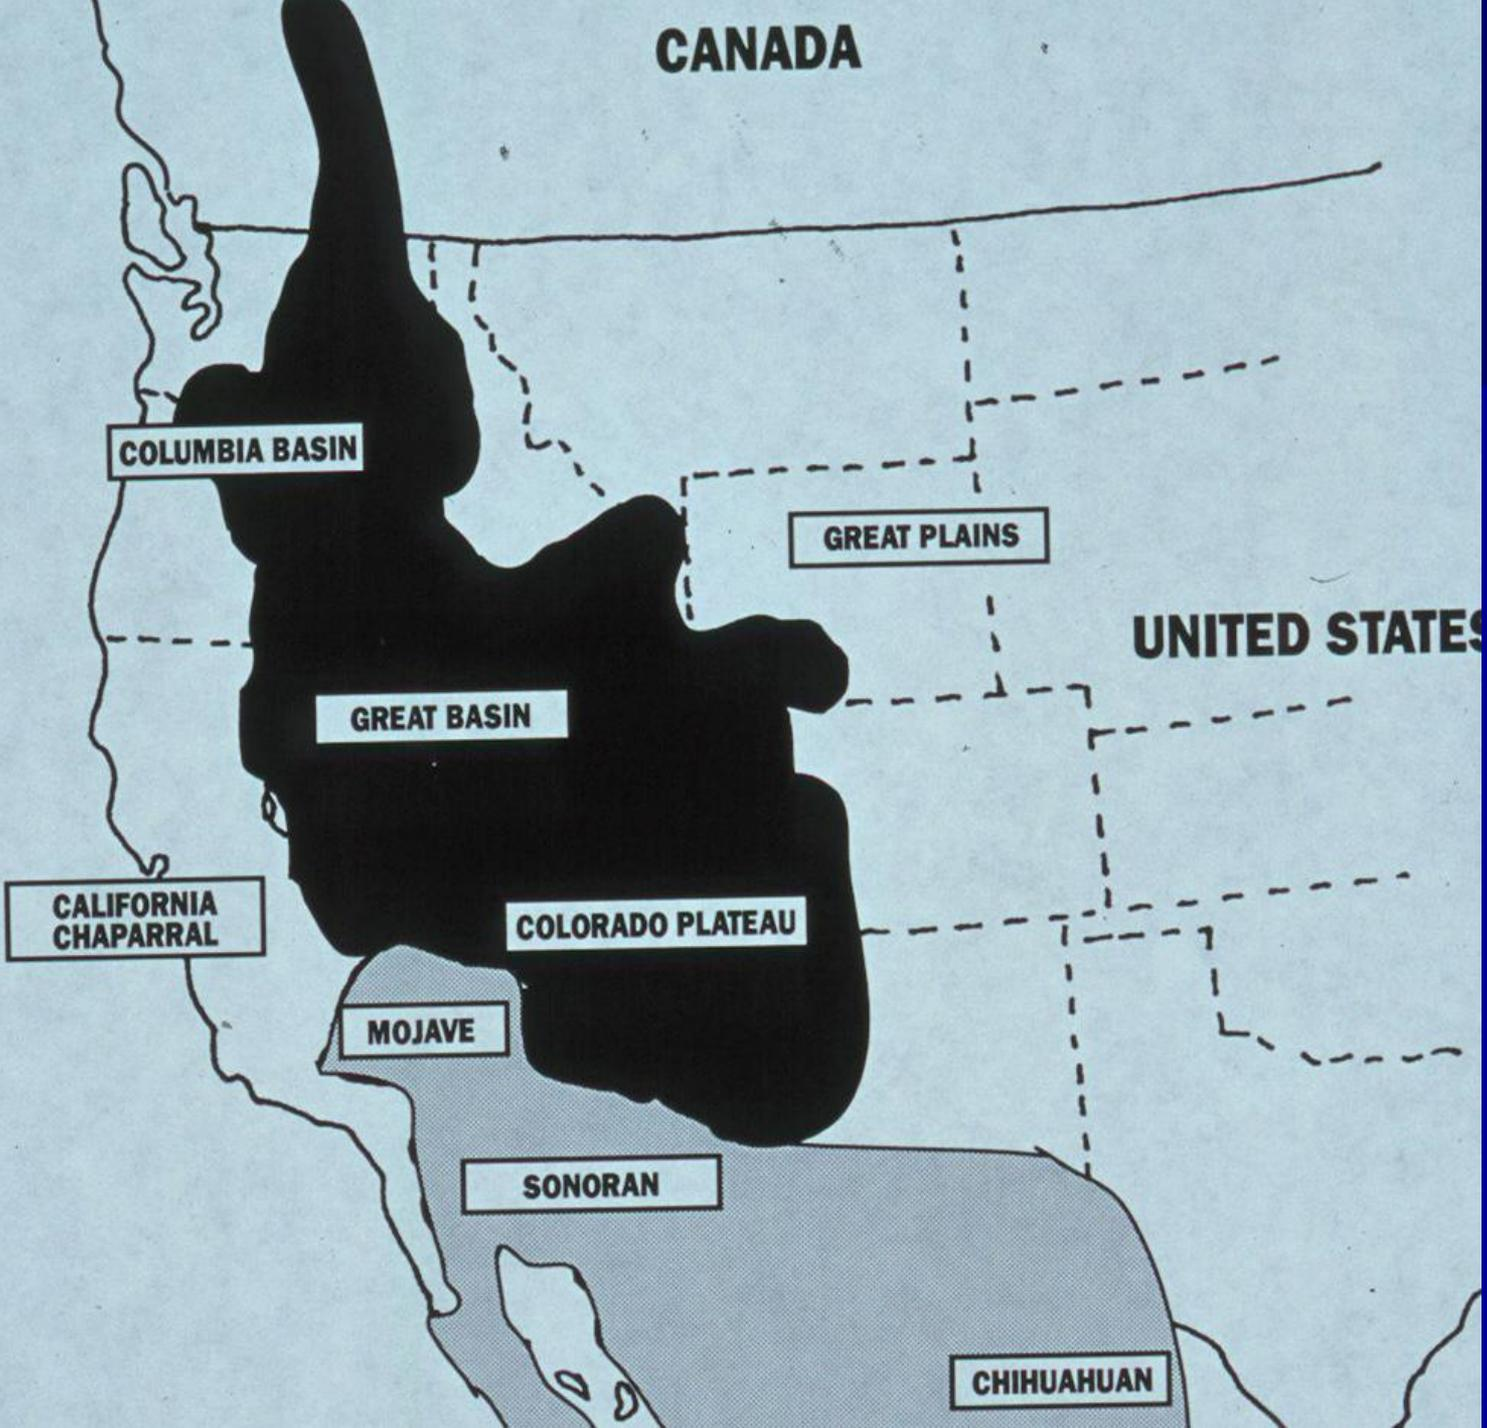 CANADA
COLUMBIA BASIN
GREAT PLAINS
UNITED STATES
GREAT BASIN
CALIFORNIA
CHAPARRAL
COLORADO PLATEAU
MOJAVE
SONORAN
CHIHUAHUAN